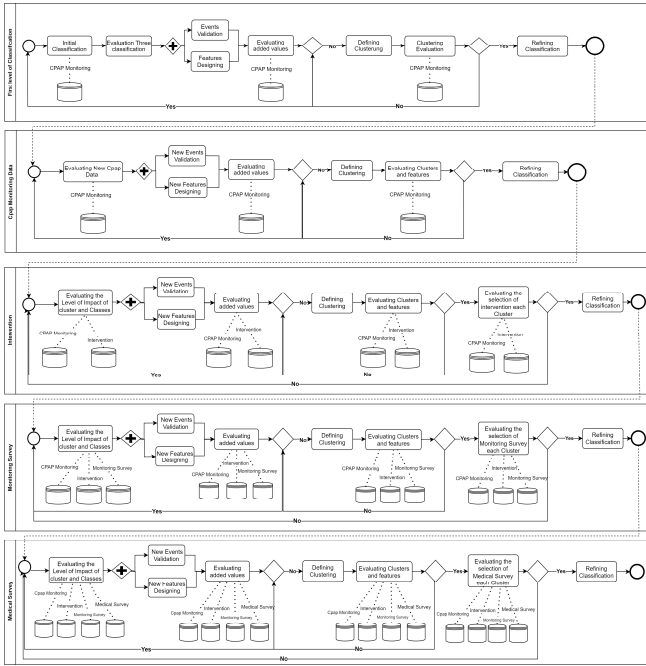 First level of Classification
Initial
Classification
Evaluation Three
classification
Events
Validation
Features
Designing
Evaluating
added values
No
Defining
Clusterung
Clustering
Evaluation
Yes
Refining
Classification
CPAP Monitoring
CPAP Monitoring
CPAP Monitoring
Yes
No
Cpap Monitoring Data
Evaluating New Cpap
Data
New Events
Validation
New Features
Designing
Evaluating
added values
No
Defining
Clustering
Evaluating Clusters
and features
Yes
Refining
Classification
CPAP Monitoring
CPAP Monitoring
CPAP Monitoring
Yes
No
Intervention
Evaluating the
Level of Impact of
cluster and Classes
New Events
Validation
New Features
Designing
Evaluating
added values
No
Defining
Clustering
Evaluating Clusters
and features
Yes
Evaluating the
selection of
Intervention each
Cluster
Yes
Refining
Classification
CPAP Monitoring
Intervention
CPAP Monitoring
Intervention
CPAP Monitoring
Intervention
CPAP Monitoring
Intervention
Yes
No
No
Monitoring Survey
Evaluating the
Level of Impact of
cluster and Classes
New Events
Validation
New Features
Designing
Evaluating
added values
No
Defining
Clustering
Evaluating Clusters
and features
Yes
Evaluating the
selection of
Monitoring Survey
each Cluster
Yes
Refining
Classification
CPAP Monitoring
Intervention
Monitoring Survey
CPAP Monitoring
Intervention
Monitoring Survey
CPAP Monitoring
Intervention
Monitoring Survey
CPAP Monitoring
Intervention
Monitoring Survey
Yes
No
No
Medical Survey
Evaluating the
Level of Impact of
cluster and Classes
New Events
Validation
New Features
Designing
Evaluating
added values
No
Defining
Clustering
Evaluating Clusters
and features
Yes
Evaluating the
selection of
Medical Survey
each Cluster
Yes
Refining
Classification
Cpap Monitoring
Intervention
Monitoring Survey
Medical Survey
Cpap Monitoring
Intervention
Monitoring Survey
Medical Survey
Cpap Monitoring
Intervention
Monitoring Survey
Medical Survey
Cpap Monitoring
Intervention
Monitoring Survey
Medical Survey
Yes
No
No